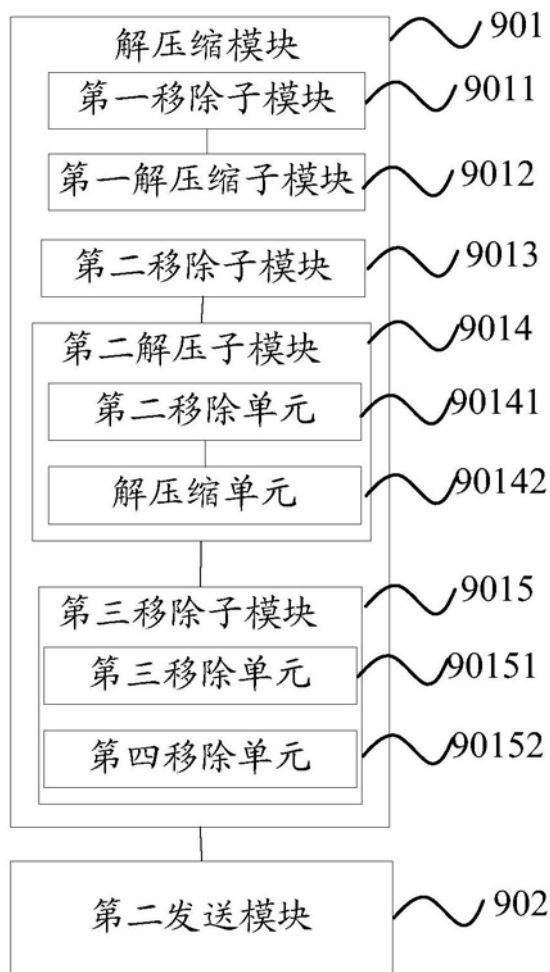 解压缩模块 901
第一移除子模块 9011
第一解压缩子模块 9012
第二移除子模块 9013
第二解压子模块 9014
第二移除单元 90141
解压缩单元 90142
第三移除子模块 9015
第三移除单元 90151
第四移除单元 90152
第二发送模块 902